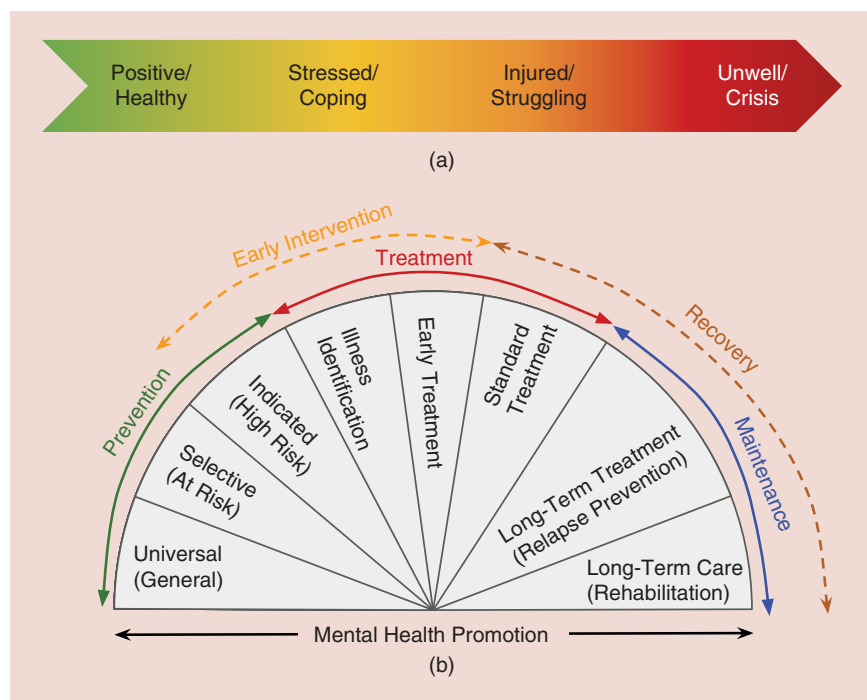 Positive/
Healthy
Stressed/
Coping
Injured/
Struggling
Unwell/
Crisis
(a)
Early Intervention
Treatment
Recovery
Prevention
Maintenance
Universal
(General)
Selective
(At Risk)
Indicated
(High Risk)
Illness
Identification
Early Treatment
Standard
Treatment
Long-Term Treatment
(Relapse Prevention)
Long-Term Care
(Rehabilitation)
Mental Health Promotion
(b)